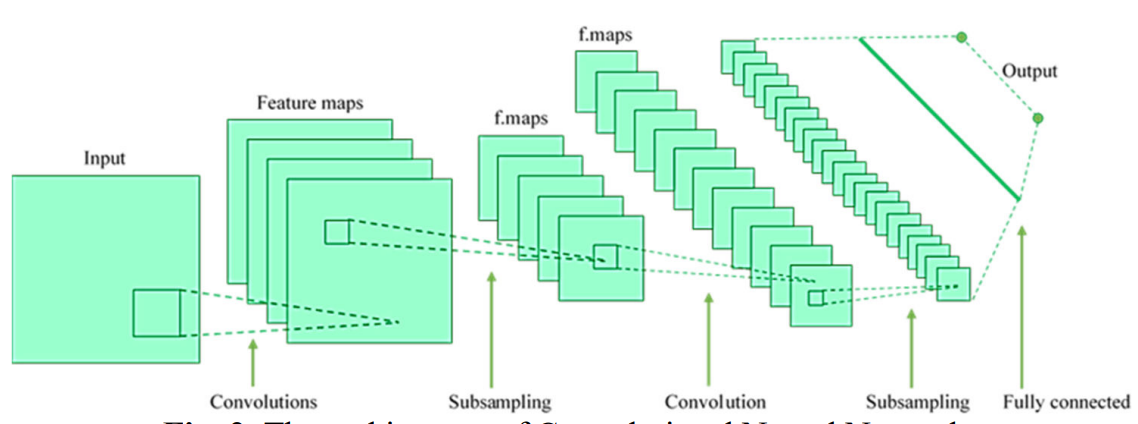 f.maps
Output
Feature maps
f.maps
Input
Convolutions Subsampling Convolution Subsampling Fully connected